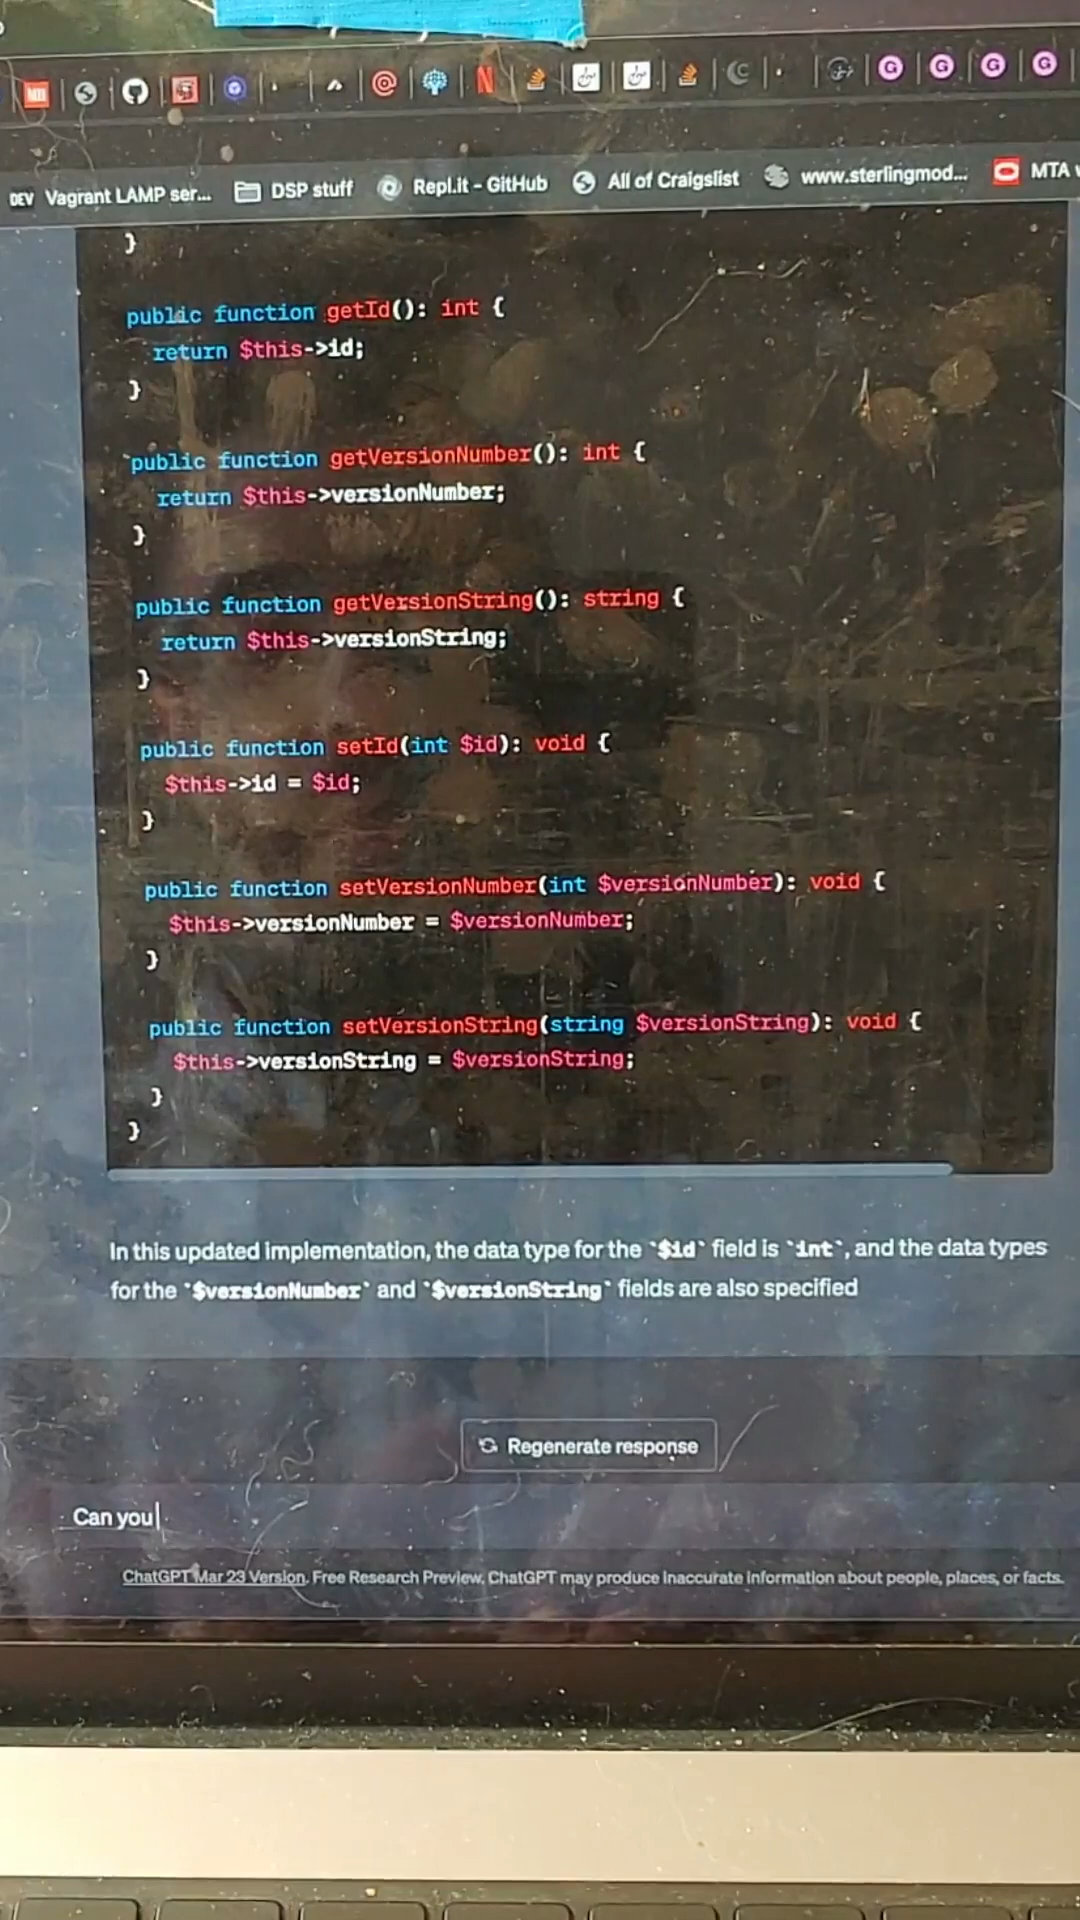 DEV Vagrant LAMP ser... DSP stuff Repl.it - GitHub All of Craigslist www.sterlingmod... MTA
}
public function getId(): int {
return $this->id;
}
public function getVersionNumber(): int {
return $this->versionNumber;
}
public function getVersionString(): string {
return $this->versionString;
}
public function setId(int $id): void {
$this->id = $id;
}
public function setVersionNumber(int $versionNumber): void {
$this->versionNumber = $versionNumber;
}
public function setVersionString(string $versionString): void {
$this->versionString = $versionString;
}
}
In this updated implementation, the data type for the `$id` field is `int`, and the data types
for the `$versionNumber` and `$versionString` fields are also specified
Regenerate response
Can you
ChatGPT Mar 23 Version. Free Research Preview. ChatGPT may produce inaccurate information about people, places, or facts.